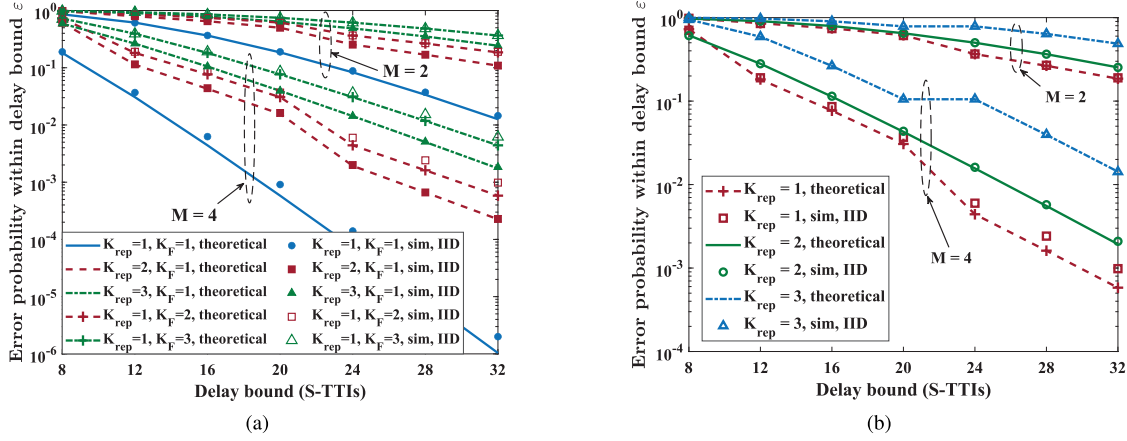 Error probability within delay bound ε
10^0
10^-1
10^-2
10^-3
10^-4
10^-5
10^-6
M = 2
M = 4
K_rep=1, K_F=1, theoretical
K_rep=2, K_F=1, theoretical
K_rep=3, K_F=1, theoretical
K_rep=1, K_F=2, theoretical
K_rep=1, K_F=3, theoretical
K_rep=1, K_F=1, sim, IID
K_rep=2, K_F=1, sim, IID
K_rep=3, K_F=1, sim, IID
K_rep=1, K_F=2, sim, IID
K_rep=1, K_F=3, sim, IID
8 12 16 20 24 28 32
Delay bound (S-TTIs)
(a)
Error probability within delay bound ε
10^0
10^-1
10^-2
10^-3
10^-4
M = 2
M = 4
K_rep = 1, theoretical
K_rep = 1, sim, IID
K_rep = 2, theoretical
K_rep = 2, sim, IID
K_rep = 3, theoretical
K_rep = 3, sim, IID
8 12 16 20 24 28 32
Delay bound (S-TTIs)
(b)